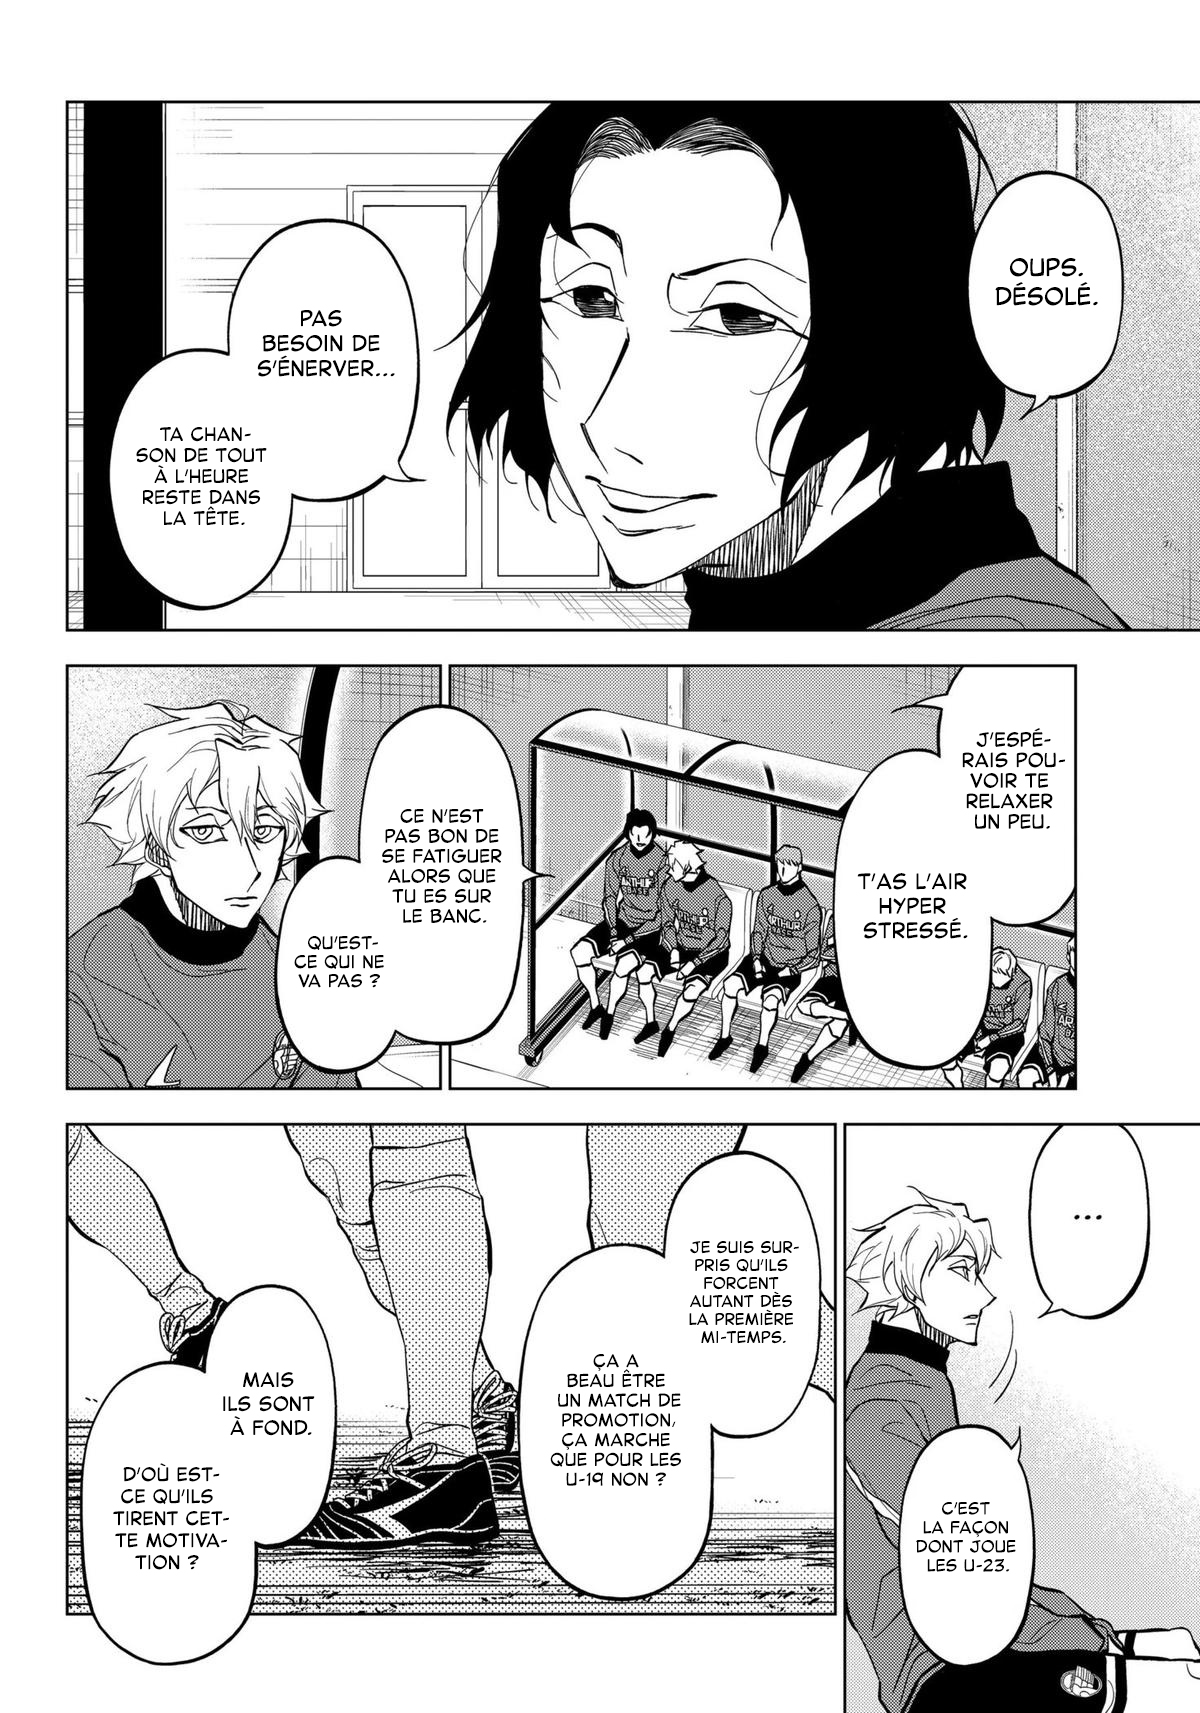 OUPS.
DÉSOLÉ.
PAS
BESOIN DE
S'ÉNERVER...
TA CHAN-
SON DE TOUT
À L'HEURE
RESTE DANS
LA TÊTE.
J'ESPÉ-
RAIS POU-
VOIR TE
RELAXER
UN PEU.
T'AS L'AIR
HYPER
STRESSÉ.
CE N'EST
PAS BON DE
SE FATIGUER
ALORS QUE
TU ES SUR
LE BANC.
QU'EST-
CE QUI NE
VA PAS ?
...
C'EST
LA FAÇON
DONT JOUE
LES U-23.
JE SUIS SUR-
PRIS QU'ILS
FORCENT
AUTANT DÈS
LA PREMIÈRE
MI-TEMPS.
ÇA A
BEAU ÊTRE
UN MATCH DE
PROMOTION,
ÇA MARCHE
QUE POUR LES
U-19 NON ?
MAIS
ILS SONT
À FOND.
D'OÙ EST-
CE QU'ILS
TIRENT CET-
TE MOTIVA-
TION ?